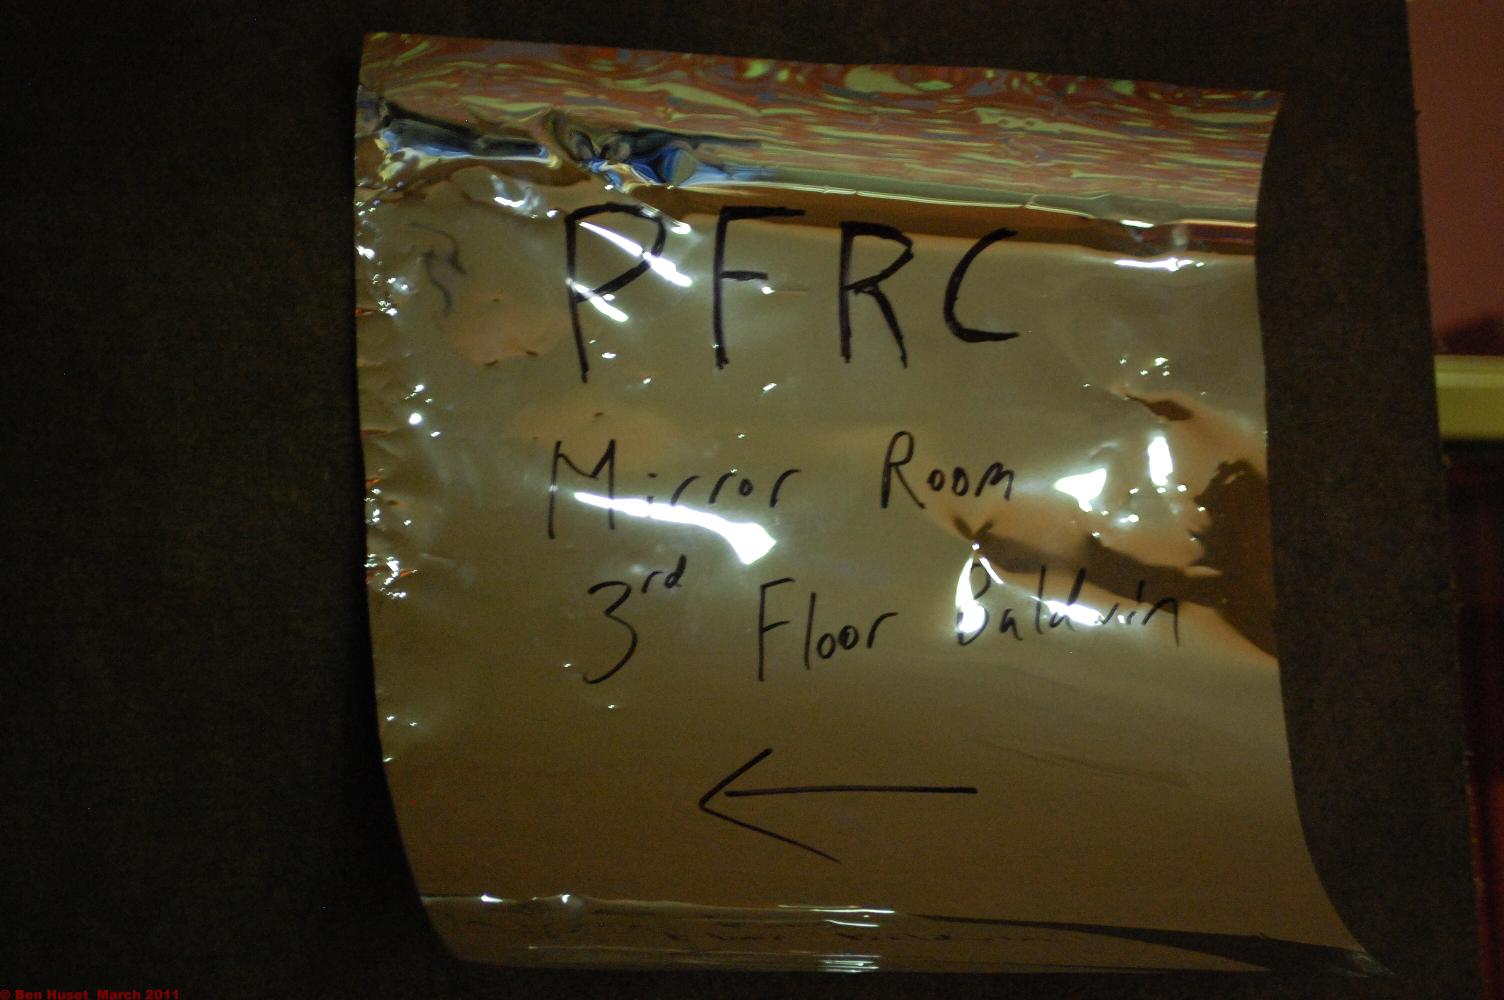 PFRC
Mirror Room
3rd Floor Baldwin
© Ben Huset March 2011